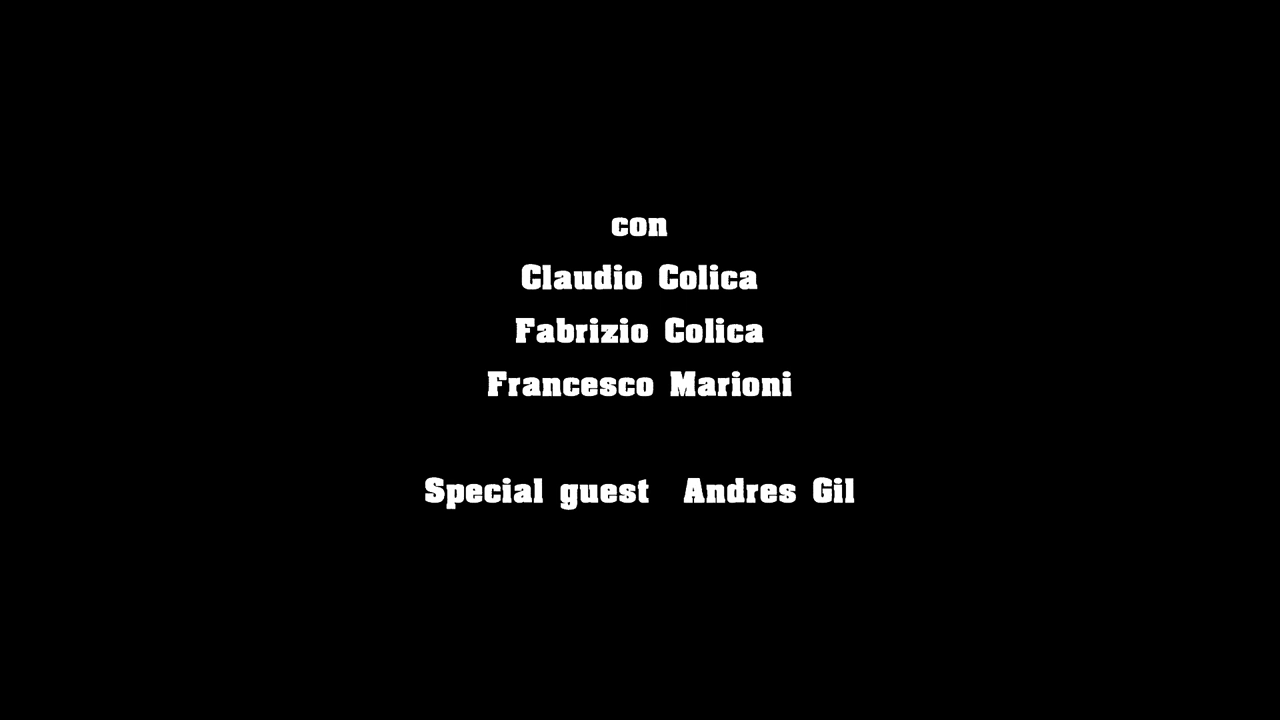 con
Claudio Colica
Fabrizio Colica
Francesco Marioni
Special guest Andres Gil